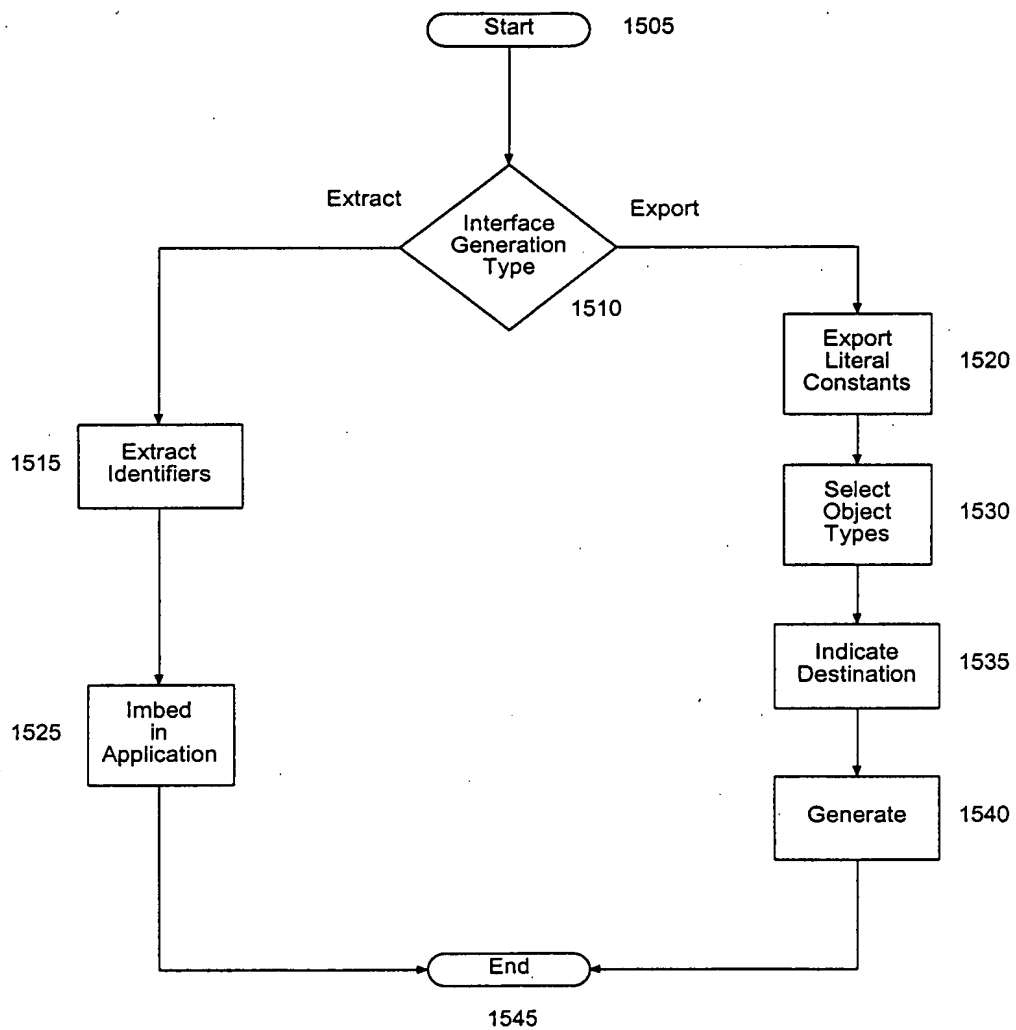 Start 1505
Extract
Export
Interface
Generation
Type
1510
Export
Literal
Constants
1520
1515
Extract
Identifiers
Select
Object
Types
1530
Indicate
Destination
1535
1525
Imbed
in
Application
Generate 1540
End
1545